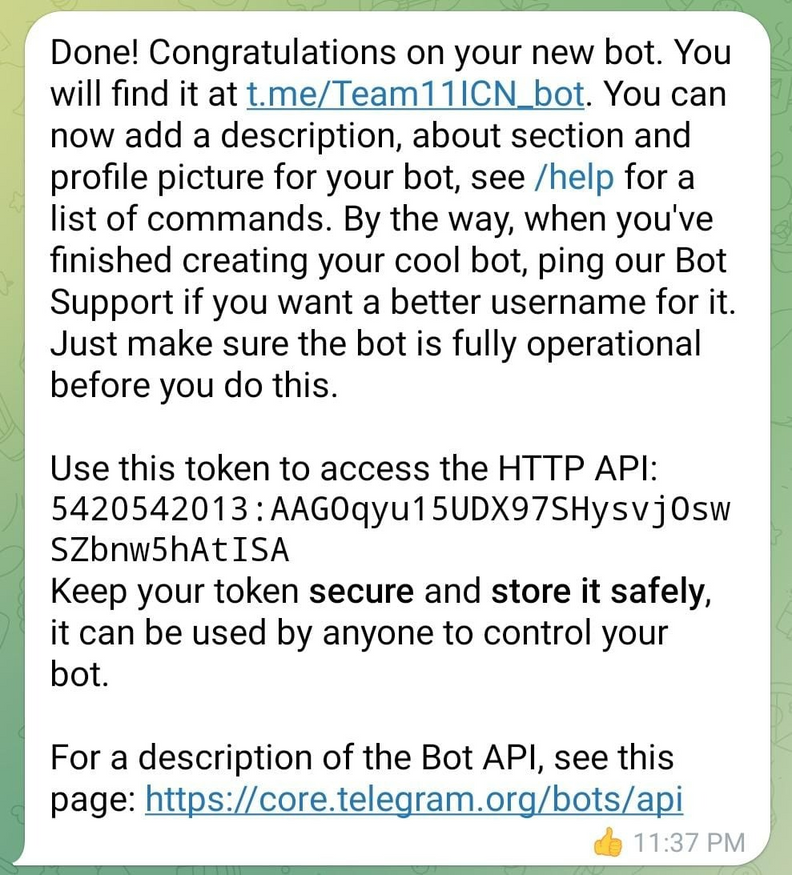 Done! Congratulations on your new bot. You
will find it at t.me/Team11ICN_bot. You can
now add a description, about section and
profile picture for your bot, see /help for a
list of commands. By the way, when you've
finished creating your cool bot, ping our Bot
Support if you want a better username for it.
Just make sure the bot is fully operational
before you do this.
Use this token to access the HTTP API:
5420542013:AAGOqyu15UDX97SHysvjOsw
SZbnw5hAtISA
Keep your token secure and store it safely,
it can be used by anyone to control your
bot.
For a description of the Bot API, see this
page: https://core.telegram.org/bots/api
👍 11:37 PM